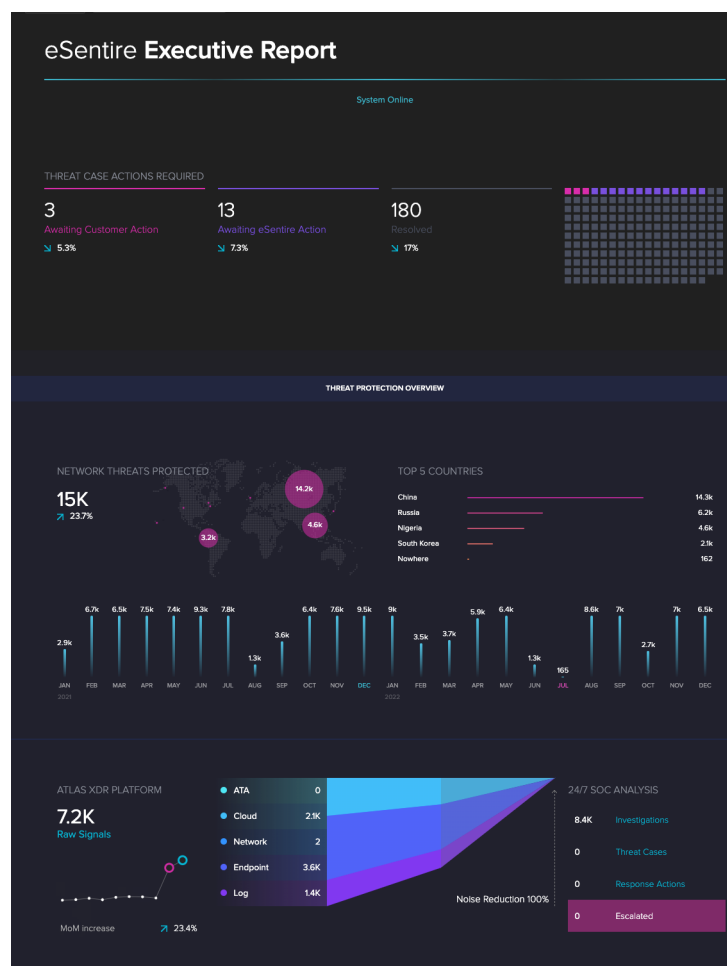 eSentire Executive Report
System Online
THREAT CASE ACTIONS REQUIRED
3
Awaiting Customer Action
5.3%
13
Awaiting eSentire Action
7.3%
180
Resolved
17%
THREAT PROTECTION OVERVIEW
NETWORK THREATS PROTECTED
15K
23.7%
14.2k
4.6k
3.2k
TOP 5 COUNTRIES
China 14.3k
Russia 6.2k
Nigeria 4.6k
South Korea 2.1k
Nowhere 162
2.9k 6.7k 6.5k 7.5k 7.4k 9.3k 7.8k 1.3k 3.6k 6.4k 7.6k 9.5k 9k 3.5k 3.7k 5.9k 6.4k 1.3k 165 8.6k 7k 2.7k 7k 6.5k
JAN FEB MAR APR MAY JUN JUL AUG SEP OCT NOV DEC JAN FEB MAR APR MAY JUN JUL AUG SEP OCT NOV DEC
2021 2022
ATLAS XDR PLATFORM
7.2K
Raw Signals
MoM increase 23.4%
ATA 0
Cloud 2.1K
Network 2
Endpoint 3.6K
Log 1.4K
Noise Reduction 100%
24/7 SOC ANALYSIS
8.4K Investigations
0 Threat Cases
0 Response Actions
0 Escalated